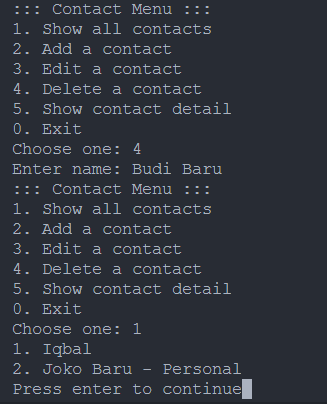 ::: Contact Menu :::
1. Show all contacts
2. Add a contact
3. Edit a contact
4. Delete a contact
5. Show contact detail
0. Exit
Choose one: 4
Enter name: Budi Baru
::: Contact Menu :::
1. Show all contacts
2. Add a contact
3. Edit a contact
4. Delete a contact
5. Show contact detail
0. Exit
Choose one: 1
1. Iqbal
2. Joko Baru - Personal
Press enter to continue